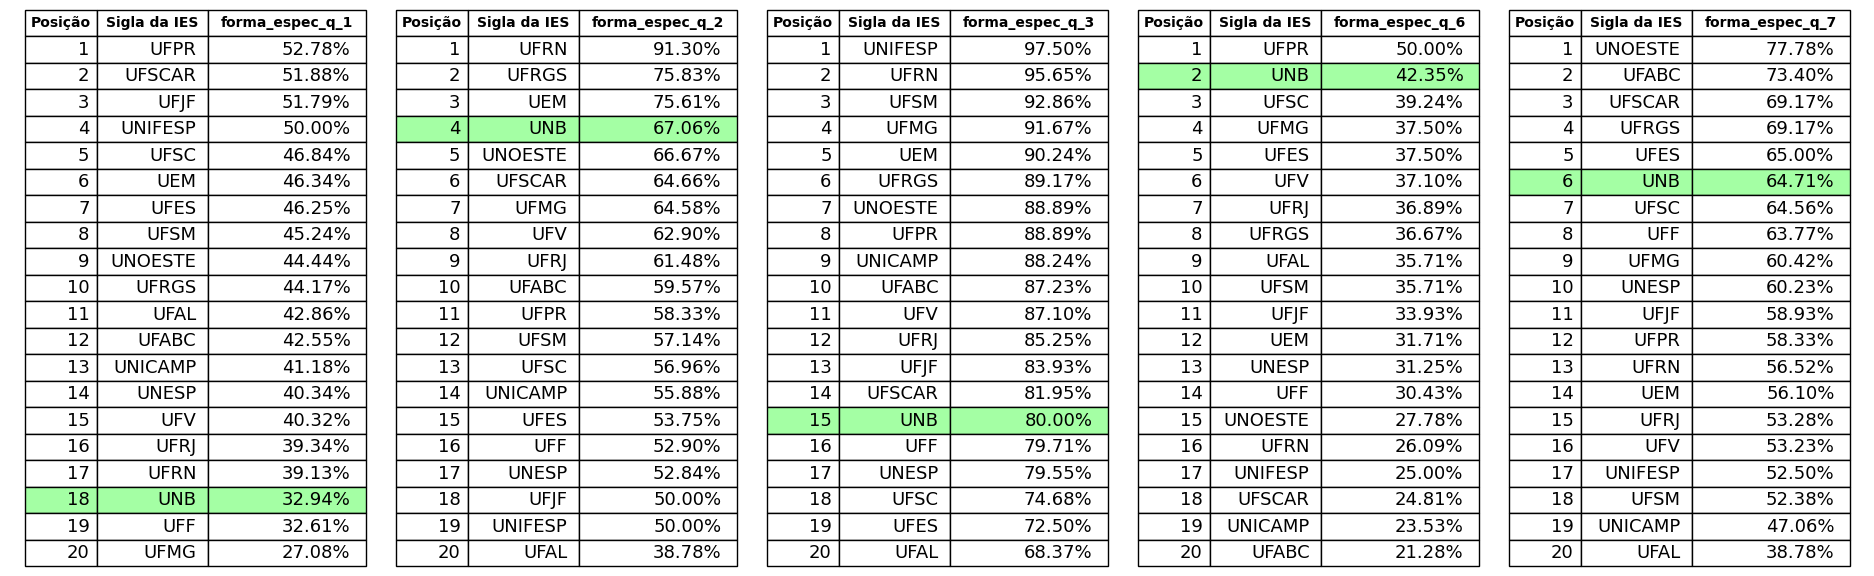 Posição Sigla da IES forma_espec_q_1 Posição Sigla da IES forma_espec_q_2 Posição Sigla da IES forma_espec_q_3 Posição Sigla da IES forma_espec_q_6 Posição Sigla da IES forma_espec_q_7
1 UFPR 52.78% 1 UFRN 91.30% 1 UNIFESP 97.50% 1 UFPR 50.00% 1 UNOESTE 77.78%
2 UFSCAR 51.88% 2 UFRGS 75.83% 2 UFRN 95.65% 2 UNB 42.35% 2 UFABC 73.40%
3 UFJF 51.79% 3 UEM 75.61% 3 UFSM 92.86% 3 UFSC 39.24% 3 UFSCAR 69.17%
4 UNIFESP 50.00% 4 UNB 67.06% 4 UFMG 91.67% 4 UFMG 37.50% 4 UFRGS 69.17%
5 UFSC 46.84% 5 UNOESTE 66.67% 5 UEM 90.24% 5 UFES 37.50% 5 UFES 65.00%
6 UEM 46.34% 6 UFSCAR 64.66% 6 UFRGS 89.17% 6 UFV 37.10% 6 UNB 64.71%
7 UFES 46.25% 7 UFMG 64.58% 7 UNOESTE 88.89% 7 UFRJ 36.89% 7 UFSC 64.56%
8 UFSM 45.24% 8 UFV 62.90% 8 UFPR 88.89% 8 UFRGS 36.67% 8 UFF 63.77%
9 UNOESTE 44.44% 9 UFRJ 61.48% 9 UNICAMP 88.24% 9 UFAL 35.71% 9 UFMG 60.42%
10 UFRGS 44.17% 10 UFABC 59.57% 10 UFABC 87.23% 10 UFSM 35.71% 10 UNESP 60.23%
11 UFAL 42.86% 11 UFPR 58.33% 11 UFV 87.10% 11 UFJF 33.93% 11 UFJF 58.93%
12 UFABC 42.55% 12 UFSM 57.14% 12 UFRJ 85.25% 12 UEM 31.71% 12 UFPR 58.33%
13 UNICAMP 41.18% 13 UFSC 56.96% 13 UFJF 83.93% 13 UNESP 31.25% 13 UFRN 56.52%
14 UNESP 40.34% 14 UNICAMP 55.88% 14 UFSCAR 81.95% 14 UFF 30.43% 14 UEM 56.10%
15 UFV 40.32% 15 UFES 53.75% 15 UNB 80.00% 15 UNOESTE 27.78% 15 UFRJ 53.28%
16 UFRJ 39.34% 16 UFF 52.90% 16 UFF 79.71% 16 UFRN 26.09% 16 UFV 53.23%
17 UFRN 39.13% 17 UNESP 52.84% 17 UNESP 79.55% 17 UNIFESP 25.00% 17 UNIFESP 52.50%
18 UNB 32.94% 18 UFJF 50.00% 18 UFSC 74.68% 18 UFSCAR 24.81% 18 UFSM 52.38%
19 UFF 32.61% 19 UNIFESP 50.00% 19 UFES 72.50% 19 UNICAMP 23.53% 19 UNICAMP 47.06%
20 UFMG 27.08% 20 UFAL 38.78% 20 UFAL 68.37% 20 UFABC 21.28% 20 UFAL 38.78%